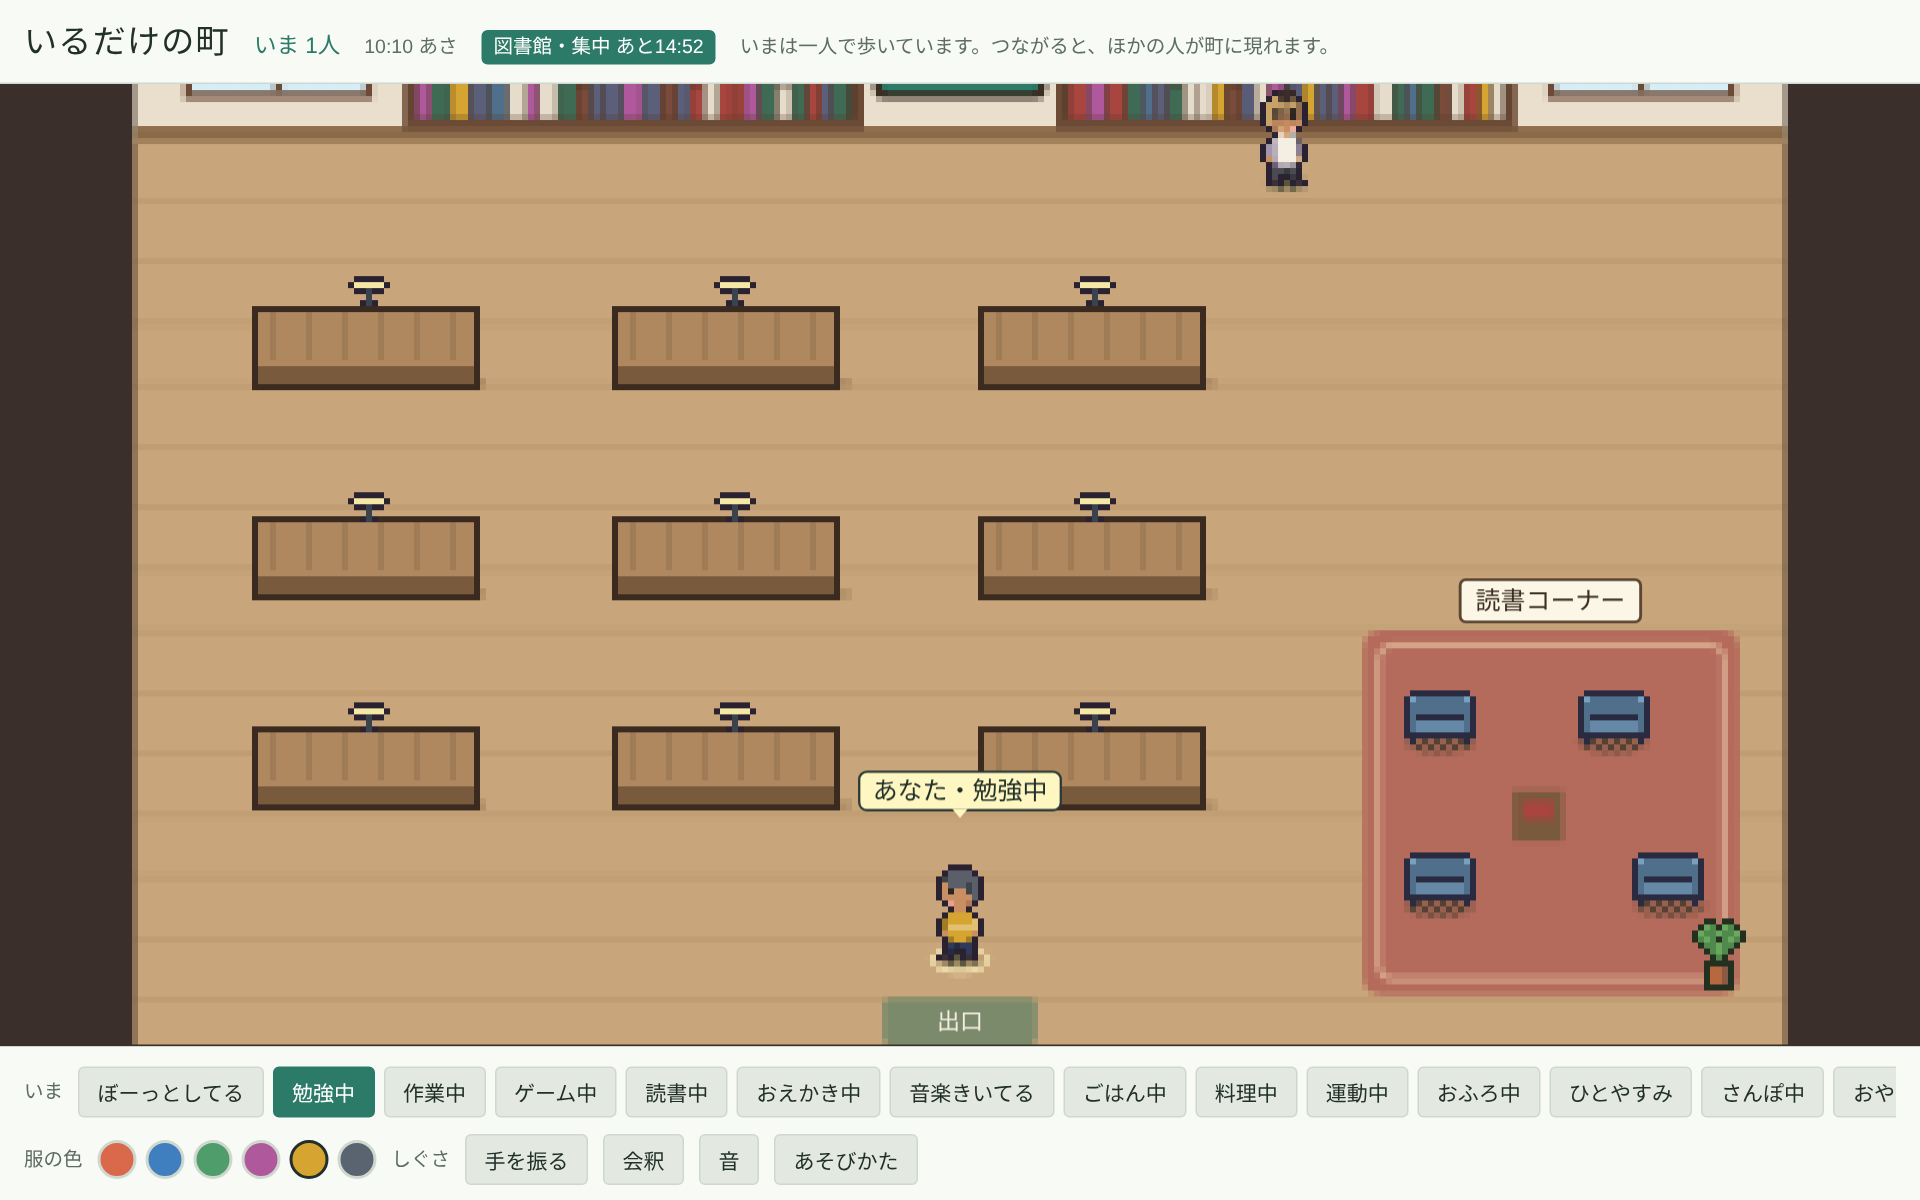 いるだけの町 いま 1人 10:10 あさ 図書館・集中 あと14:52 いまは一人で歩いています。つながると、ほかの人が町に現れます。
読書コーナー
あなた・勉強中
出口
いま ぼーっとしてる 勉強中 作業中 ゲーム中 読書中 おえかき中 音楽きいてる ごはん中 料理中 運動中 おふろ中 ひとやすみ さんぽ中 おや
服の色 しぐさ 手を振る 会釈 音 あそびかた